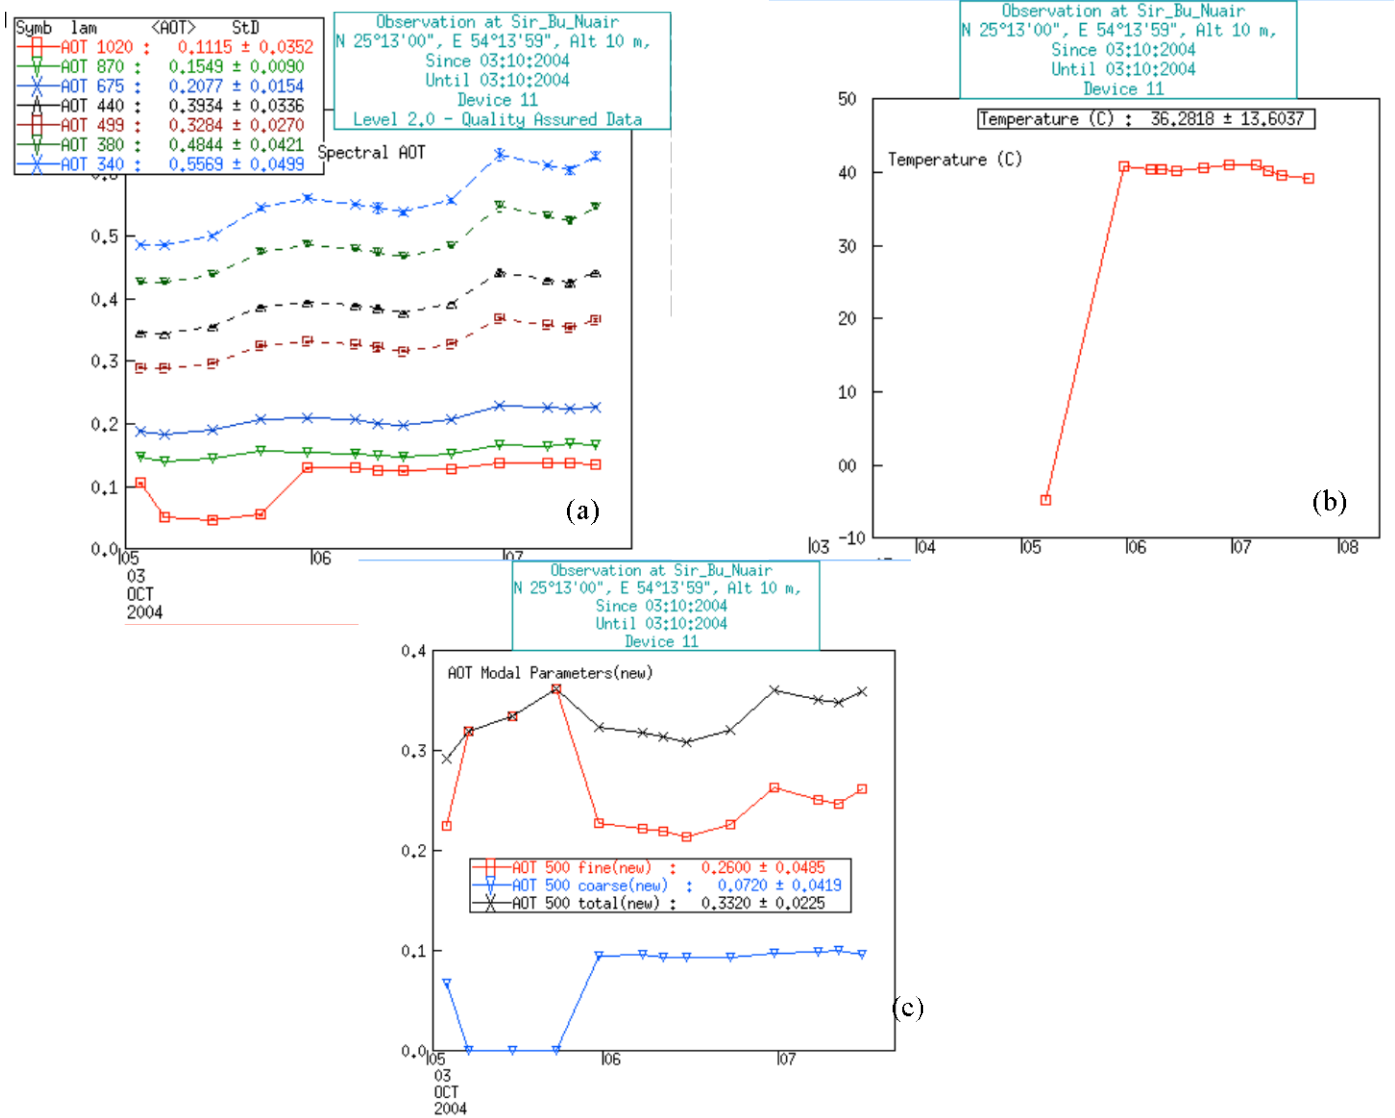 Symb lam <AOT> StD
AOT 1020 : 0.1115 ± 0.0352
AOT 870 : 0.1549 ± 0.0090
AOT 675 : 0.2077 ± 0.0154
AOT 440 : 0.3934 ± 0.0336
AOT 499 : 0.3284 ± 0.0270
AOT 380 : 0.4844 ± 0.0421
AOT 340 : 0.5569 ± 0.0499
Observation at Sir_Bu_Nuair
N 25°13'00", E 54°13'59", Alt 10 m,
Since 03:10:2004
Until 03:10:2004
Device 11
Level 2.0 - Quality Assured Data
Spectral AOT
0.5
0.4
0.3
0.2
0.1
0.0
05
06
07
03
OCT
2004
(a)
Observation at Sir_Bu_Nuair
N 25°13'00", E 54°13'59", Alt 10 m,
Since 03:10:2004
Until 03:10:2004
Device 11
Temperature (C) : 36.2818 ± 13.6037
Temperature (C)
50
40
30
20
10
00
-10
03
04
05
06
07
08
(b)
Observation at Sir_Bu_Nuair
N 25°13'00", E 54°13'59", Alt 10 m,
Since 03:10:2004
Until 03:10:2004
Device 11
AOT Modal Parameters(new)
0.4
0.3
0.2
0.1
0.0
AOT 500 fine(new) : 0.2600 ± 0.0485
AOT 500 coarse(new) : 0.0720 ± 0.0419
AOT 500 total(new) : 0.3320 ± 0.0225
05
06
07
03
OCT
2004
(c)